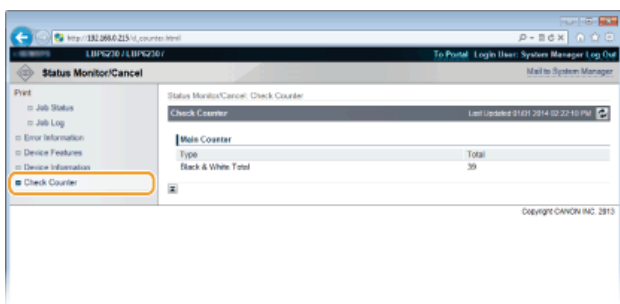 http://192.168.0.215/d_counter.html
LBP6230 / LBP6230 /
To Portal Login User: System Manager Log Out
Status Monitor/Cancel
Mail to System Manager
Print
Job Status
Job Log
Error Information
Device Features
Device Information
Check Counter
Status Monitor/Cancel: Check Counter
Check Counter
Last Updated 01/01 2014 02:22:10 PM
Main Counter
Type Total
Black & White Total 39
Copyright CANON INC. 2013